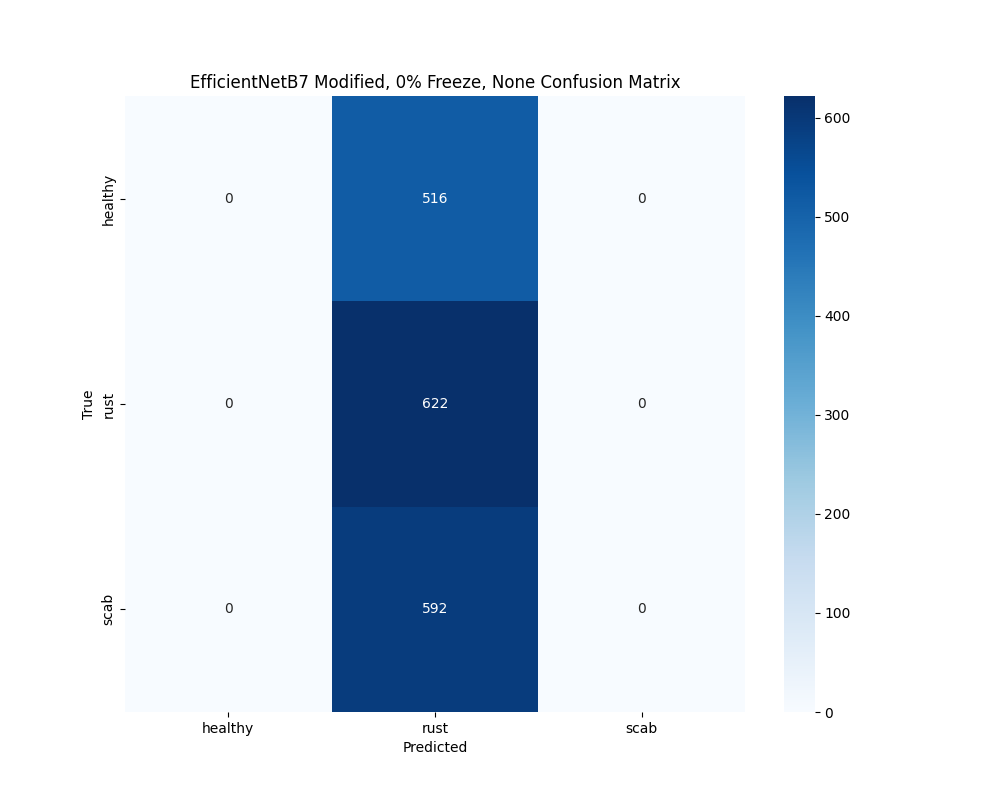 EfficientNetB7 Modified, 0% Freeze, None Confusion Matrix
healthy
0
516
0
True
rust
0
622
0
scab
0
592
0
healthy
rust
scab
Predicted
600
500
400
300
200
100
0